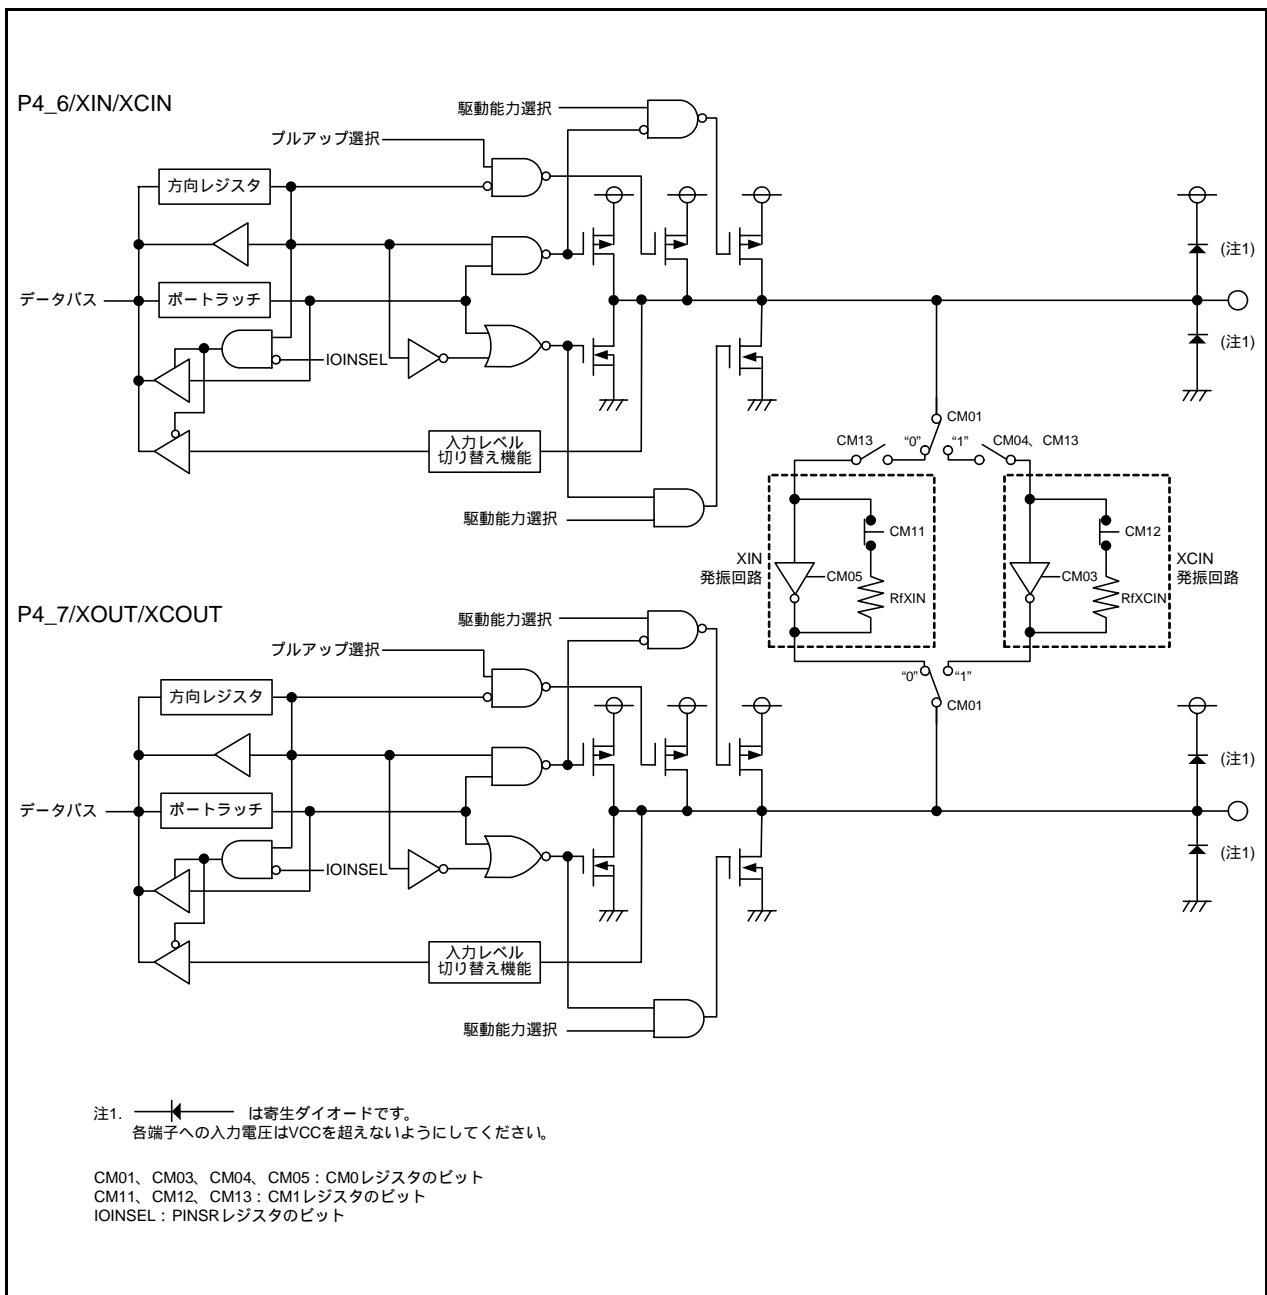 P4_6/XIN/XCIN
駆動能力選択
プルアップ選択
方向レジスタ
(注1)
データバス
ポートラッチ
(注1)
IOINSEL
CM01
CM13
“0”
“1”
CM04、CM13
入力レベル
切り替え機能
駆動能力選択
CM11
CM12
XIN
発振回路
XCIN
発振回路
CM05
CM03
RfXIN
RfXCIN
P4_7/XOUT/XCOUT
駆動能力選択
プルアップ選択
“0”
“1”
方向レジスタ
CM01
(注1)
データバス
ポートラッチ
(注1)
IOINSEL
入力レベル
切り替え機能
駆動能力選択
注1. は寄生ダイオードです。
各端子への入力電圧はVCCを超えないようにしてください。
CM01、CM03、CM04、CM05：CM0レジスタのビット
CM11、CM12、CM13：CM1レジスタのビット
IOINSEL：PINSRレジスタのビット